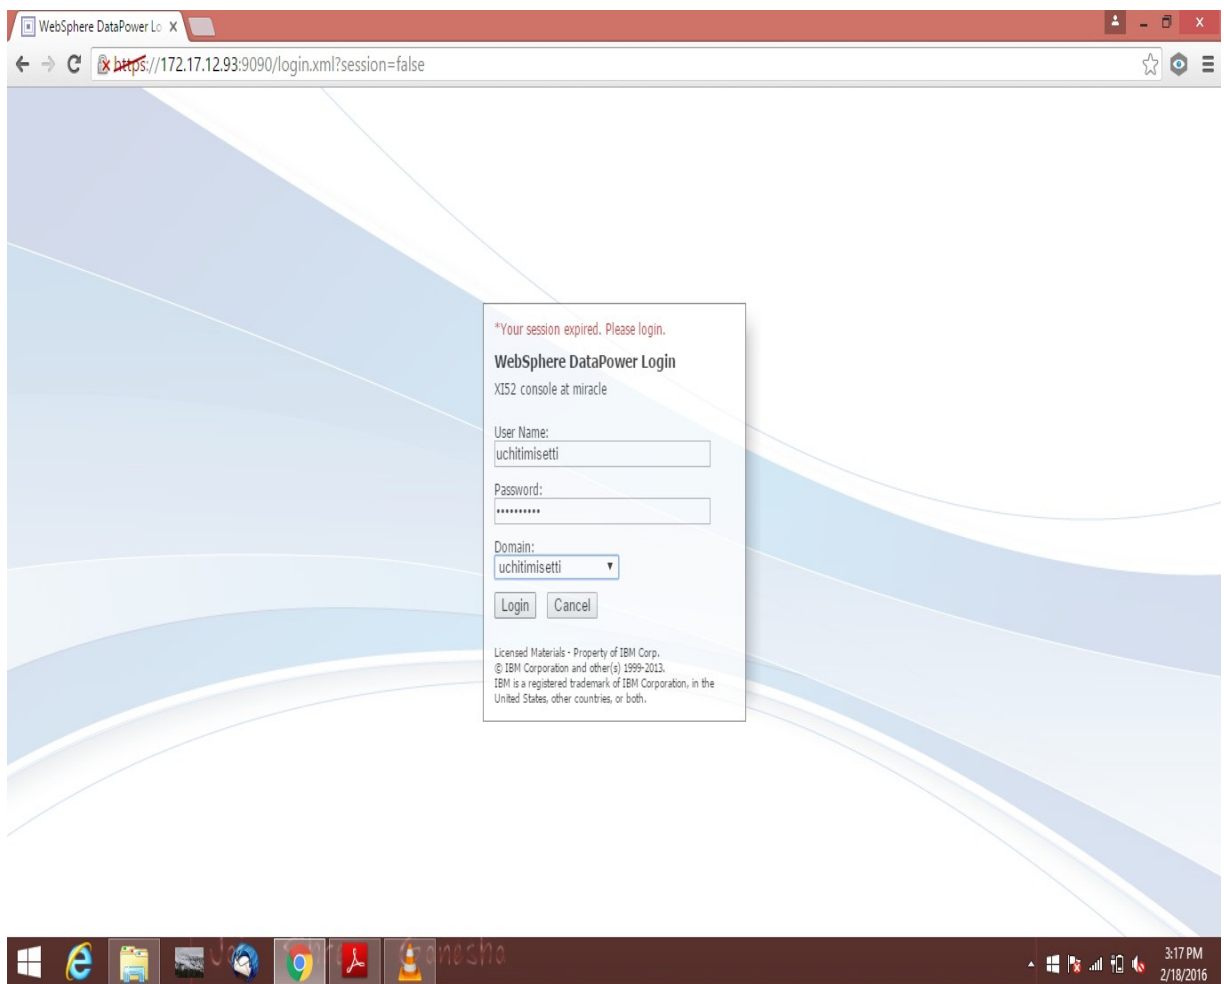 WebSphere DataPower Lo
https://172.17.12.93:9090/login.xml?session=false
*Your session expired. Please login.
WebSphere DataPower Login
XI52 console at miracle
User Name:
uchitimisetti
Password:
••••••••••
Domain:
uchitimisetti
Login Cancel
Licensed Materials - Property of IBM Corp.
© IBM Corporation and other(s) 1999-2013.
IBM is a registered trademark of IBM Corporation, in the
United States, other countries, or both.
Ganesha
3:17 PM
2/18/2016